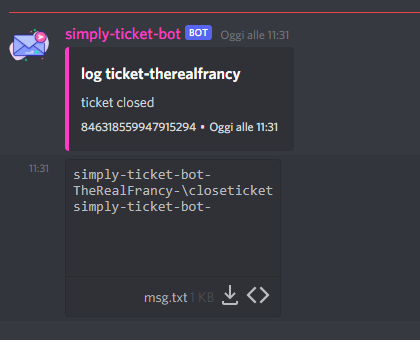 simply-ticket-bot BOT Oggi alle 11:31
log ticket-therealfrancy
ticket closed
846318559947915294 • Oggi alle 11:31
11:31
simply-ticket-bot-
TheRealFrancy-\closeticket
simply-ticket-bot-
msg.txt 1 KB